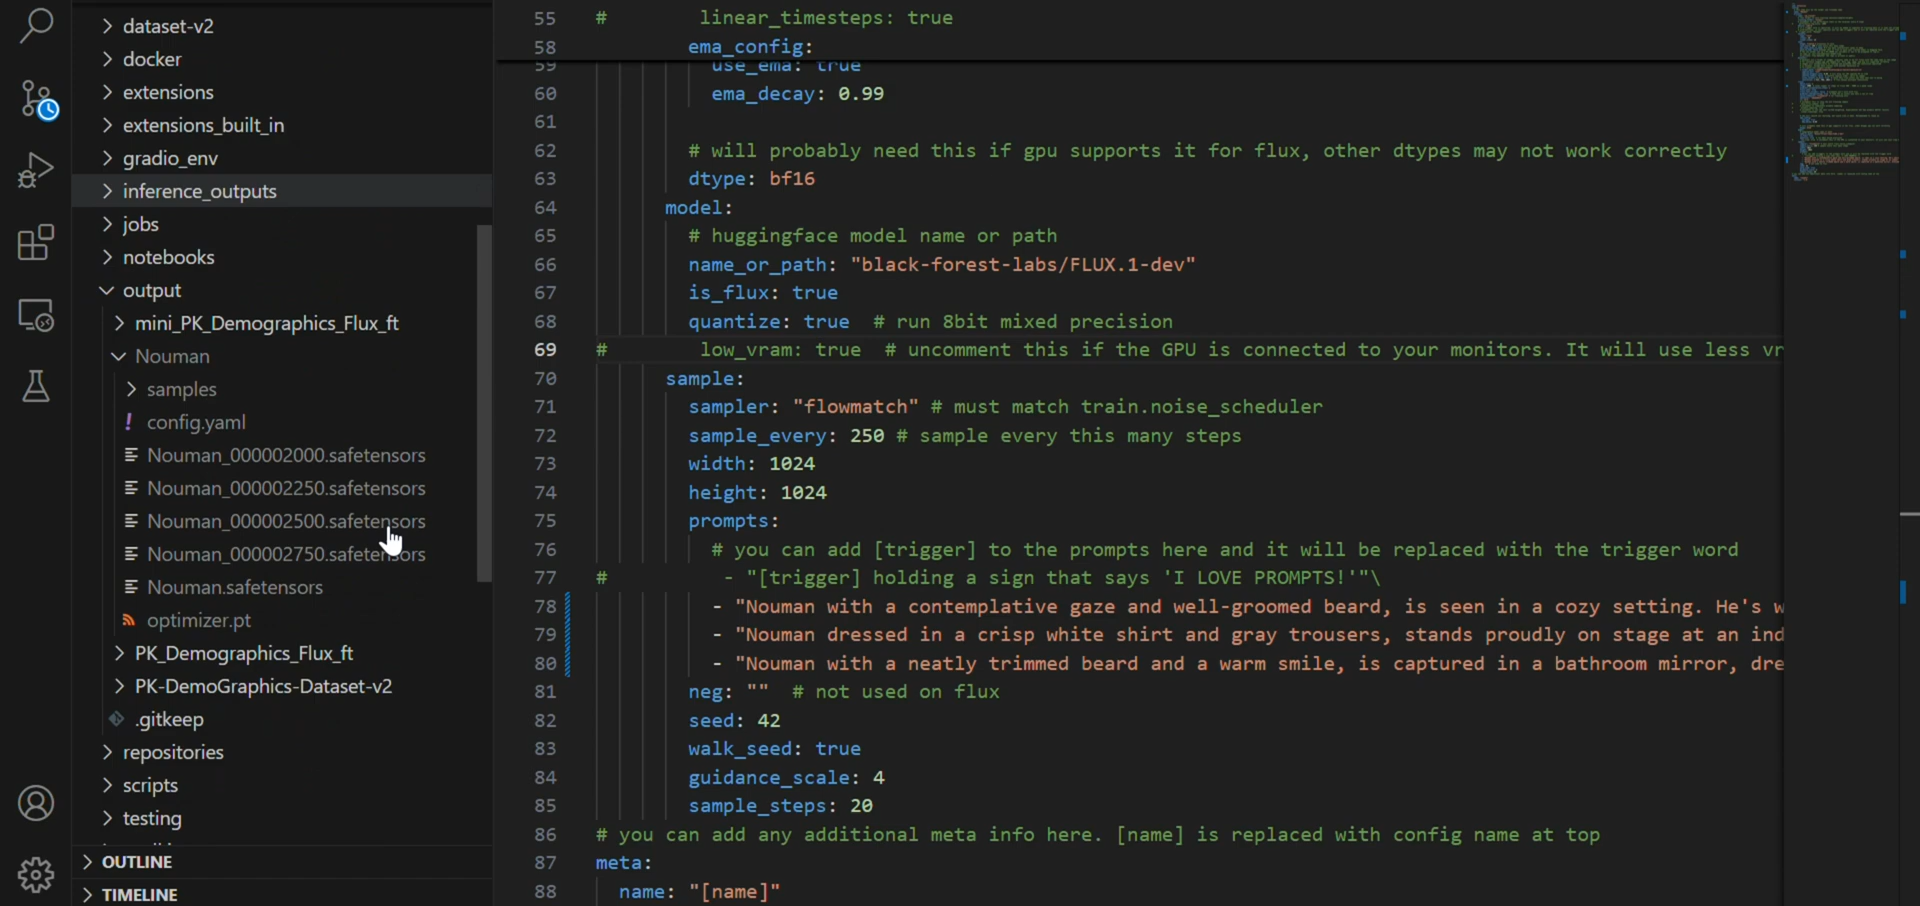 dataset-v2
docker
extensions
extensions_built_in
gradio_env
inference_outputs
jobs
notebooks
output
mini_PK_Demographics_Flux_ft
Nouman
samples
! config.yaml
Nouman_000002000.safetensors
Nouman_000002250.safetensors
Nouman_000002500.safetensors
Nouman_000002750.safetensors
Nouman.safetensors
optimizer.pt
PK_Demographics_Flux_ft
PK-DemoGraphics-Dataset-v2
.gitkeep
repositories
scripts
testing
OUTLINE
TIMELINE
55 # linear_timesteps: true
58 ema_config:
59 use_ema: true
60 ema_decay: 0.99
61
62 # will probably need this if gpu supports it for flux, other dtypes may not work correctly
63 dtype: bf16
64 model:
65 # huggingface model name or path
66 name_or_path: "black-forest-labs/FLUX.1-dev"
67 is_flux: true
68 quantize: true # run 8bit mixed precision
69 # low_vram: true # uncomment this if the GPU is connected to your monitors. It will use less vr
70 sample:
71 sampler: "flowmatch" # must match train.noise_scheduler
72 sample_every: 250 # sample every this many steps
73 width: 1024
74 height: 1024
75 prompts:
76 # you can add [trigger] to the prompts here and it will be replaced with the trigger word
77 # - "[trigger] holding a sign that says 'I LOVE PROMPTS!'"\
78 - "Nouman with a contemplative gaze and well-groomed beard, is seen in a cozy setting. He's w
79 - "Nouman dressed in a crisp white shirt and gray trousers, stands proudly on stage at an ind
80 - "Nouman with a neatly trimmed beard and a warm smile, is captured in a bathroom mirror, dre
81 neg: "" # not used on flux
82 seed: 42
83 walk_seed: true
84 guidance_scale: 4
85 sample_steps: 20
86 # you can add any additional meta info here. [name] is replaced with config name at top
87 meta:
88 name: "[name]"